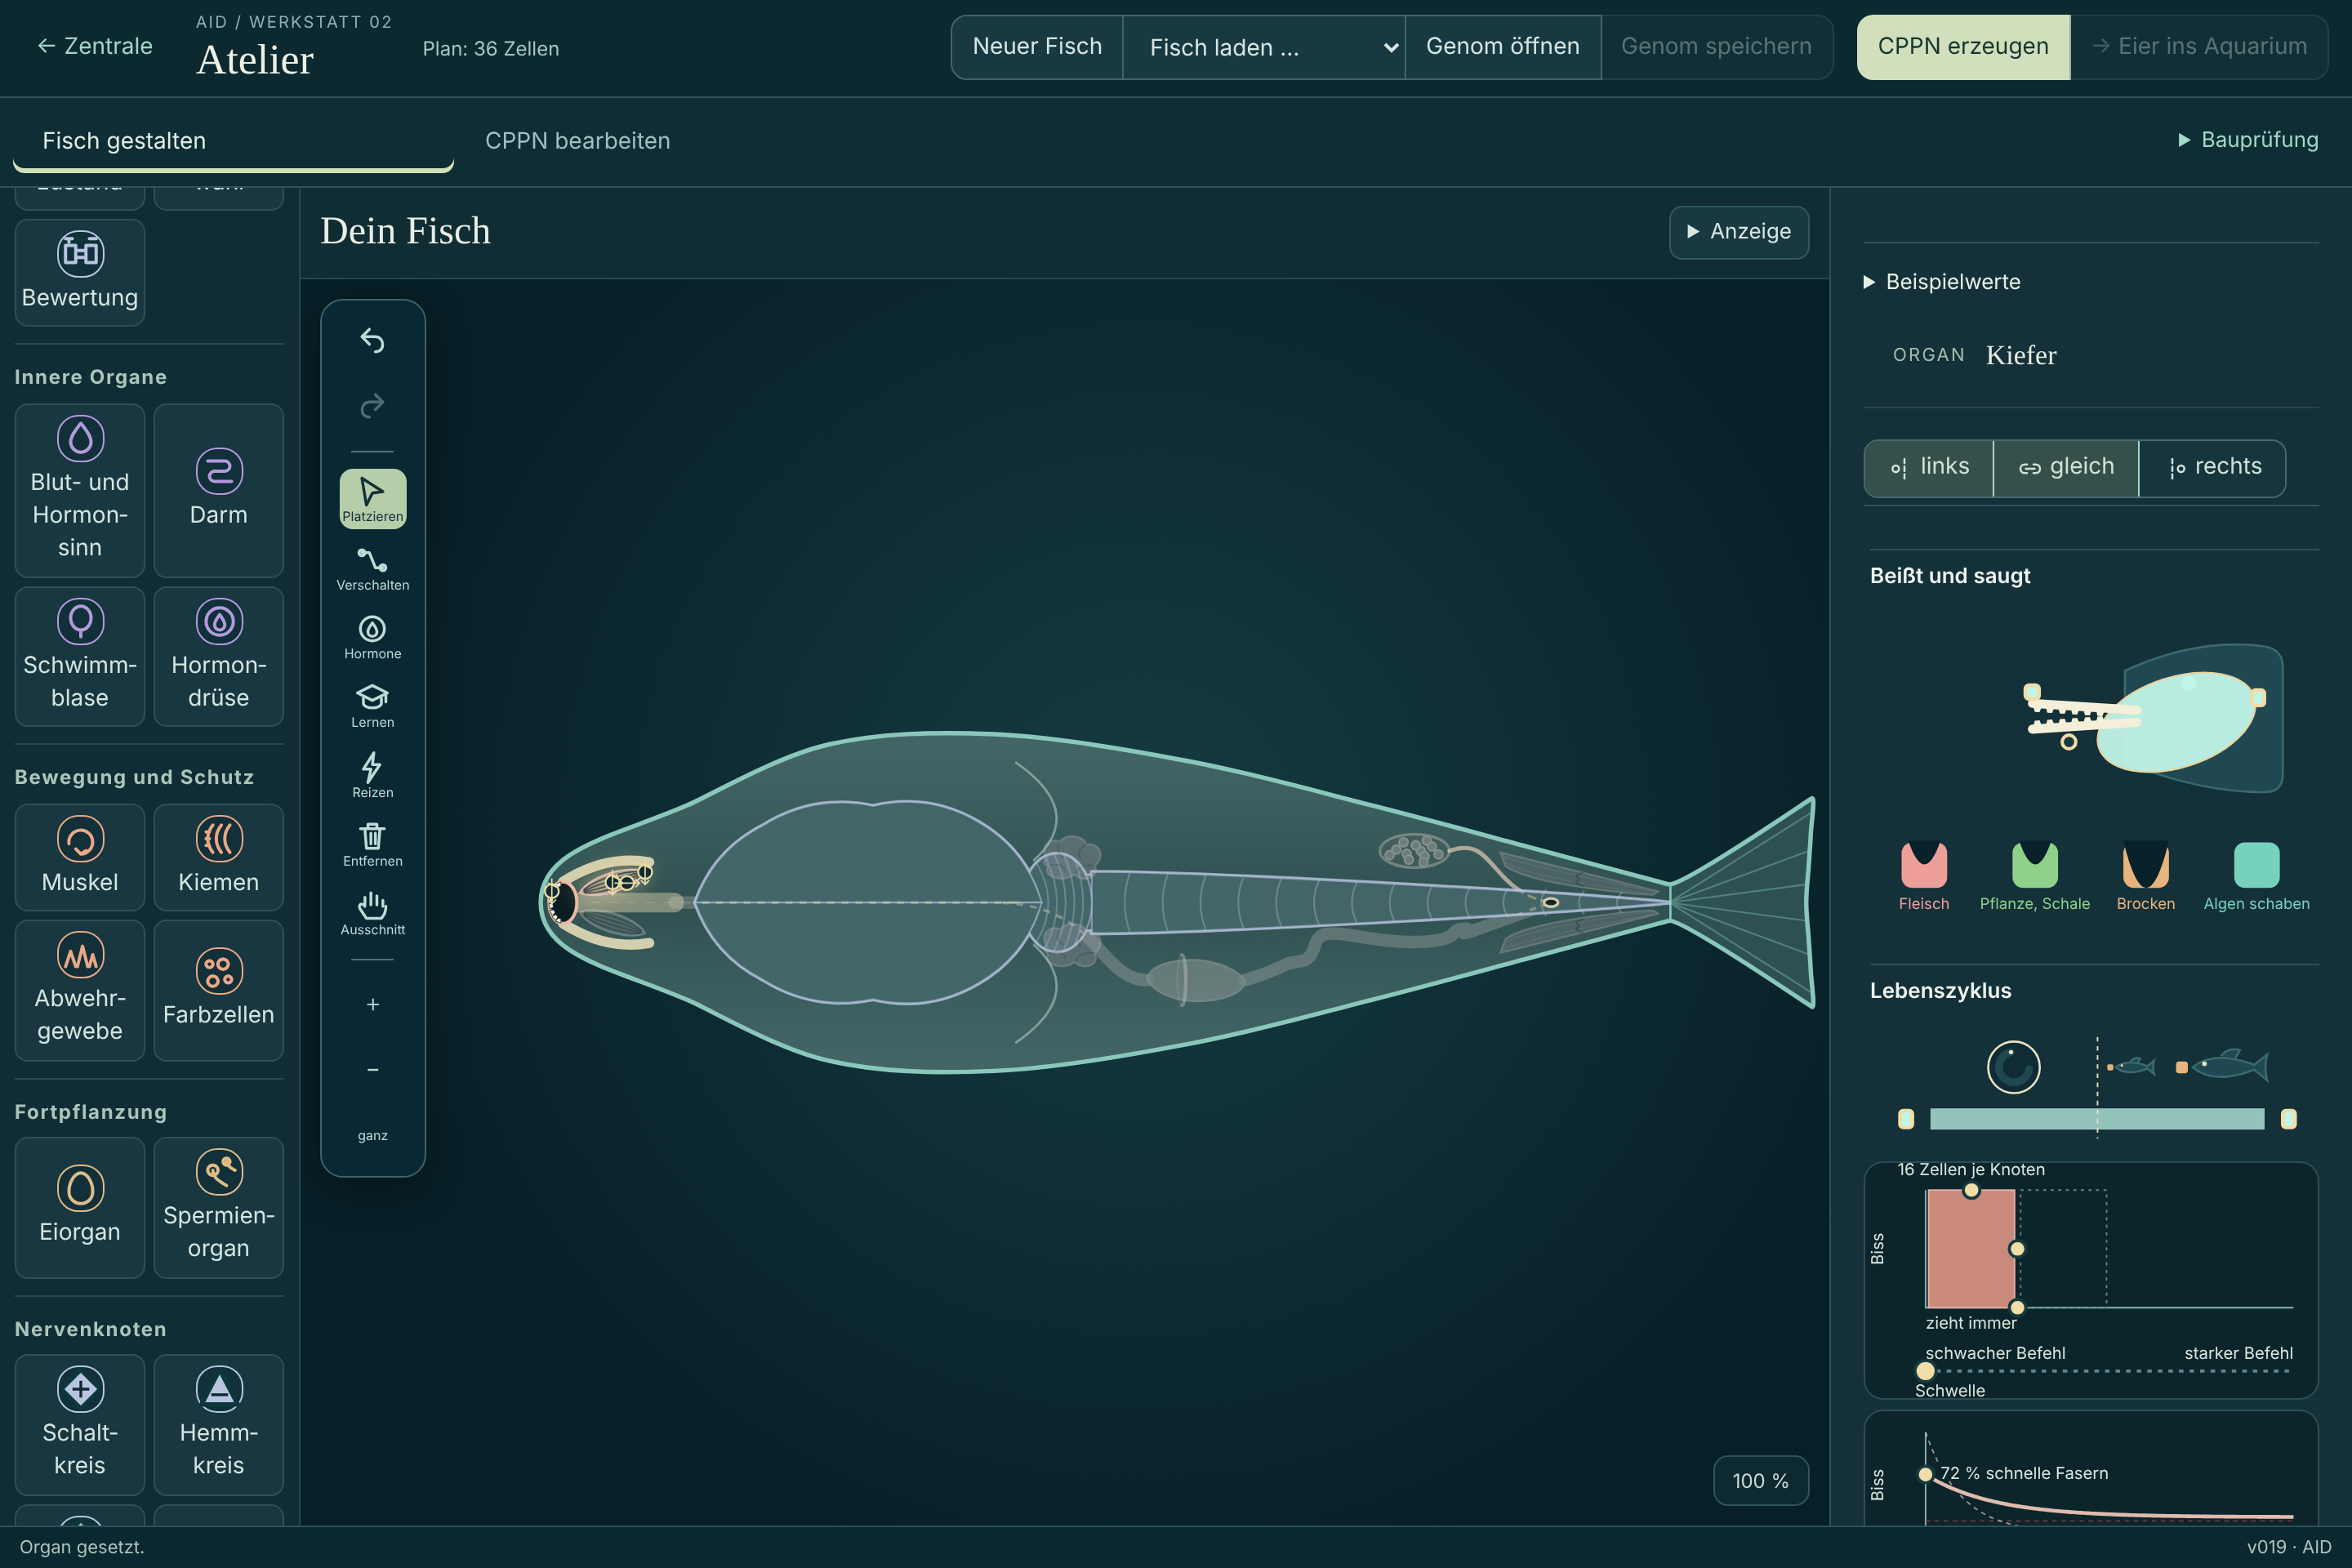 ← Zentrale
AID / WERKSTATT 02
Atelier
Plan: 36 Zellen
Neuer Fisch
Fisch laden ...
Genom öffnen
Genom speichern
CPPN erzeugen
→ Eier ins Aquarium
Fisch gestalten
CPPN bearbeiten
Bauprüfung
Bewertung
Innere Organe
Blut- und
Hormon-
sinn
Darm
Schwimm-
blase
Hormon-
drüse
Bewegung und Schutz
Muskel
Kiemen
Abwehr-
gewebe
Farbzellen
Fortpflanzung
Eiorgan
Spermien-
organ
Nervenknoten
Schalt-
kreis
Hemm-
kreis
Dein Fisch
Anzeige
Platzieren
Verschalten
Hormone
Lernen
Reizen
Entfernen
Ausschnitt
+
−
ganz
100 %
Beispielwerte
ORGAN Kiefer
links
gleich
rechts
Beißt und saugt
Fleisch
Pflanze, Schale
Brocken
Algen schaben
Lebenszyklus
16 Zellen je Knoten
Biss
zieht immer
schwacher Befehl
starker Befehl
Schwelle
Biss
72 % schnelle Fasern
Organ gesetzt.
v019 · AID